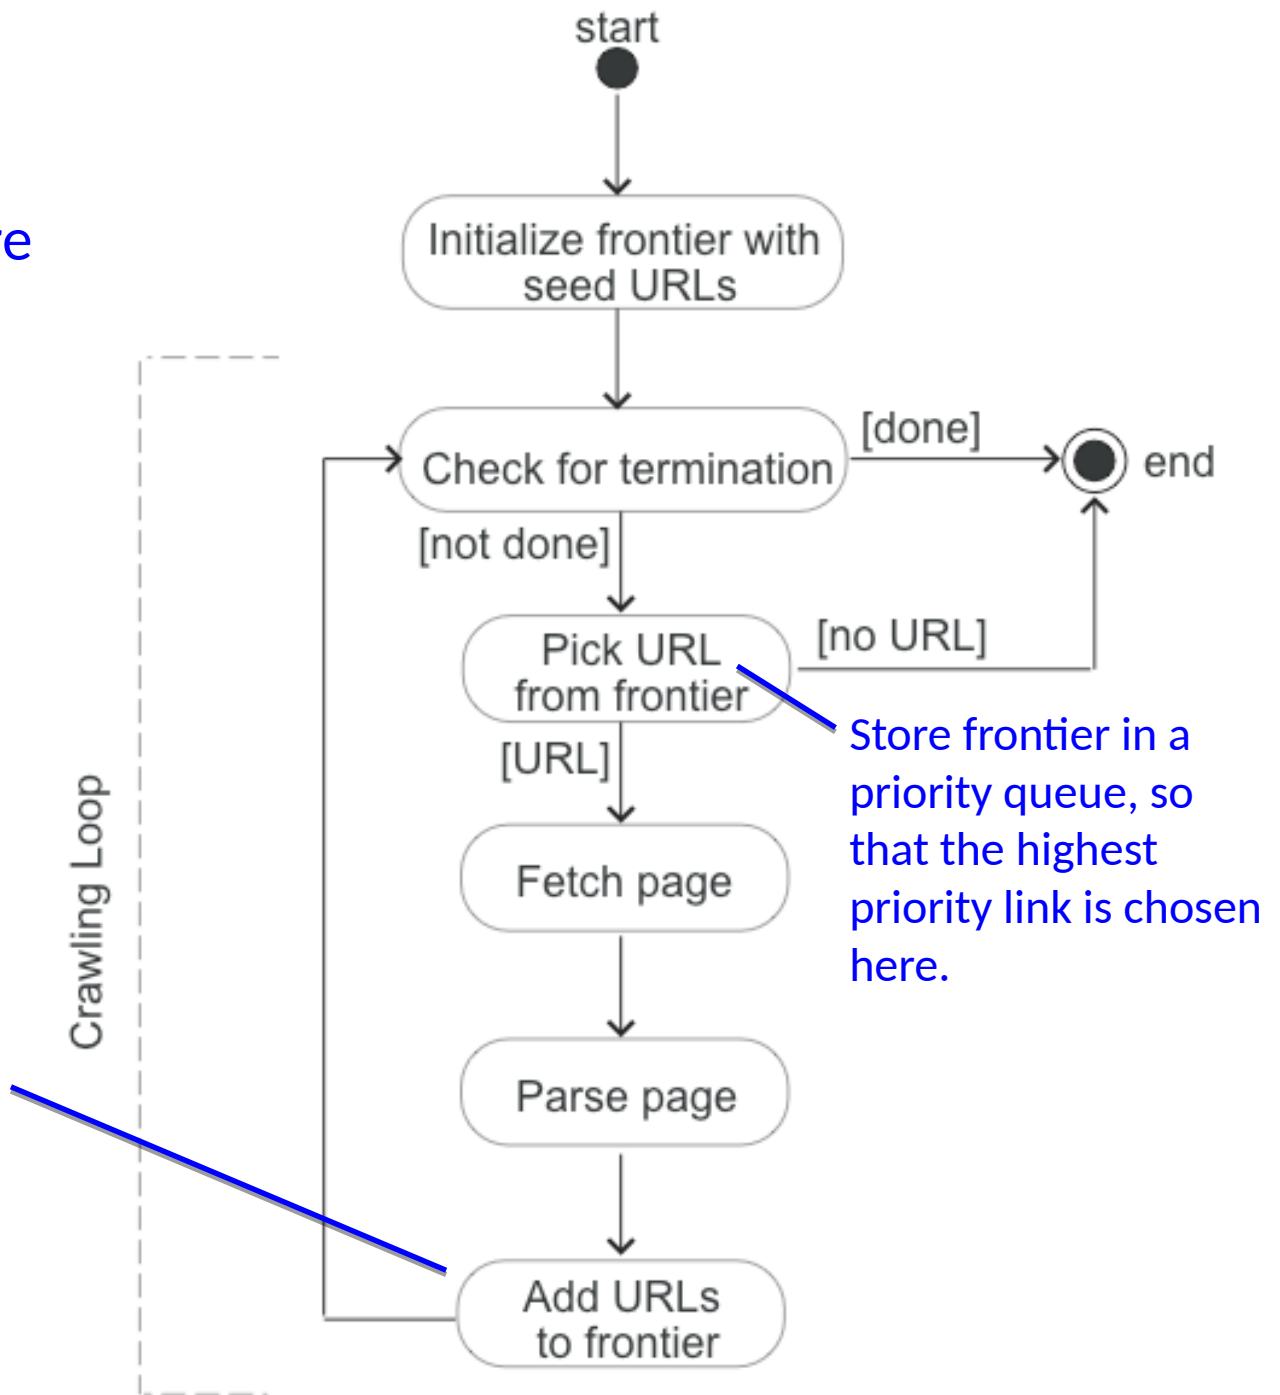 start
Initialize frontier with
seed URLs
Check for termination
[done]
end
[not done]
Pick URL
from frontier
[no URL]
[URL]
Store frontier in a
priority queue, so
that the highest
priority link is chosen
here.
Fetch page
Crawling Loop
Parse page
Add URLs
to frontier